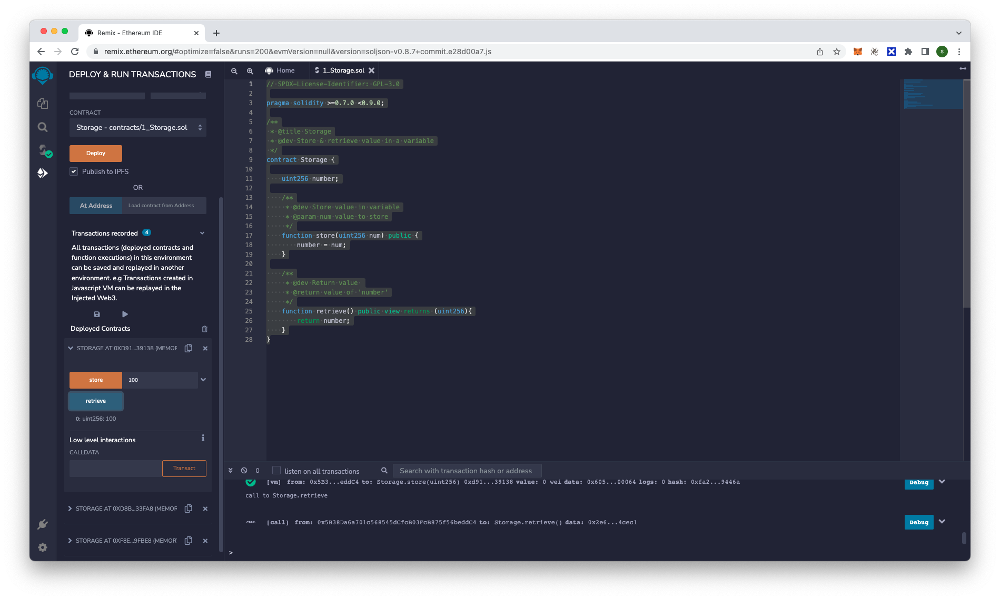 Remix - Ethereum IDE
remix.ethereum.org/#optimize=false&runs=200&evmVersion=null&version=soljson-v0.8.7+commit.e28d00a7.js
S
DEPLOY & RUN TRANSACTIONS
CONTRACT
Storage - contracts/1_Storage.sol
Deploy
Publish to IPFS
OR
At Address
Load contract from Address
Transactions recorded 4
All transactions (deployed contracts and
function executions) in this environment
can be saved and replayed in another
environment. e.g Transactions created in
Javascript VM can be replayed in the
Injected Web3.
Deployed Contracts
STORAGE AT 0XD91...39138 (MEMOR
store
100
retrieve
0: uint256: 100
Low level interactions
i
CALLDATA
Transact
STORAGE AT 0XD8B...33FA8 (MEMOR
STORAGE AT 0XF8E...9FBE8 (MEMOR
Home
1_Storage.sol
1 // SPDX-License-Identifier: GPL-3.0
2
3 pragma solidity >=0.7.0 <0.9.0;
4
5 /**
6 * @title Storage
7 * @dev Store & retrieve value in a variable
8 */
9 contract Storage {
10
11 uint256 number;
12
13 /**
14 * @dev Store value in variable
15 * @param num value to store
16 */
17 function store(uint256 num) public {
18 number = num;
19 }
20
21 /**
22 * @dev Return value
23 * @return value of 'number'
24 */
25 function retrieve() public view returns (uint256){
26 return number;
27 }
28 }
0
listen on all transactions
Search with transaction hash or address
[vm] from: 0x5B3...eddC4 to: Storage.store(uint256) 0xd91...39138 value: 0 wei data: 0x605...00064 logs: 0 hash: 0xfa2...9446a
Debug
call to Storage.retrieve
CALL [call] from: 0x5B38Da6a701c568545dCfcB03FcB875f56beddC4 to: Storage.retrieve() data: 0x2e6...4cec1
Debug
>